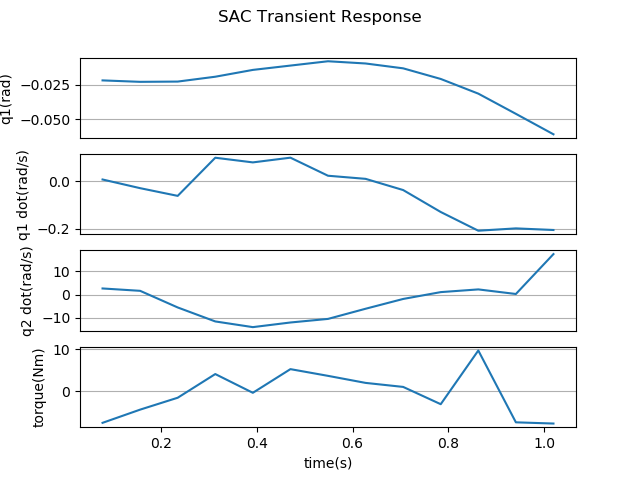 SAC Transient Response
q1(rad)
−0.025
−0.050
q1 dot(rad/s)
0.0
−0.2
q2 dot(rad/s)
10
0
−10
torque(Nm)
10
0
0.2 0.4 0.6 0.8 1.0
time(s)